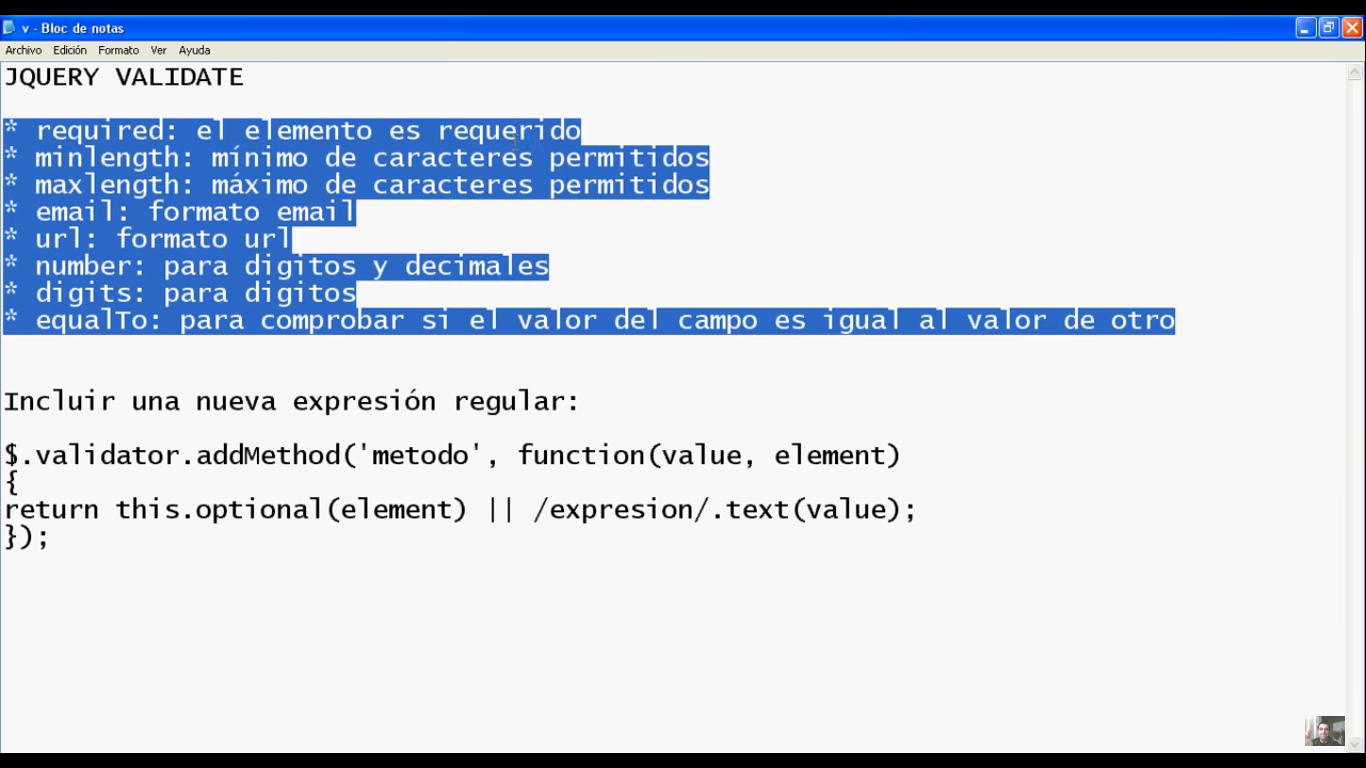 v - Bloc de notas
Archivo Edición Formato Ver Ayuda
JQUERY VALIDATE
* required: el elemento es requerido
* minlength: mínimo de caracteres permitidos
* maxlength: máximo de caracteres permitidos
* email: formato email
* url: formato url
* number: para digitos y decimales
* digits: para digitos
* equalTo: para comprobar si el valor del campo es igual al valor de otro
Incluir una nueva expresión regular:
$.validator.addMethod('metodo', function(value, element)
{
return this.optional(element) || /expresion/.text(value);
});